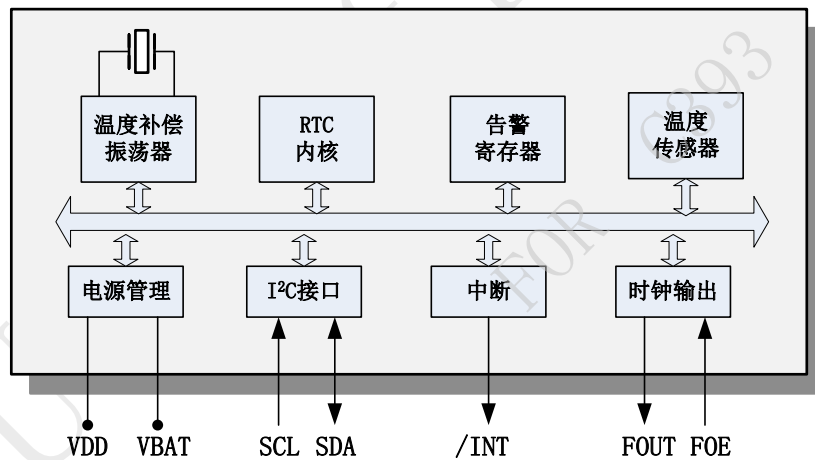 温度补偿
振荡器
RTC
内核
告警
寄存器
温度
传感器
电源管理
I²C接口
中断
时钟输出
VDD
VBAT
SCL
SDA
/INT
FOUT
FOE
FOR
C393